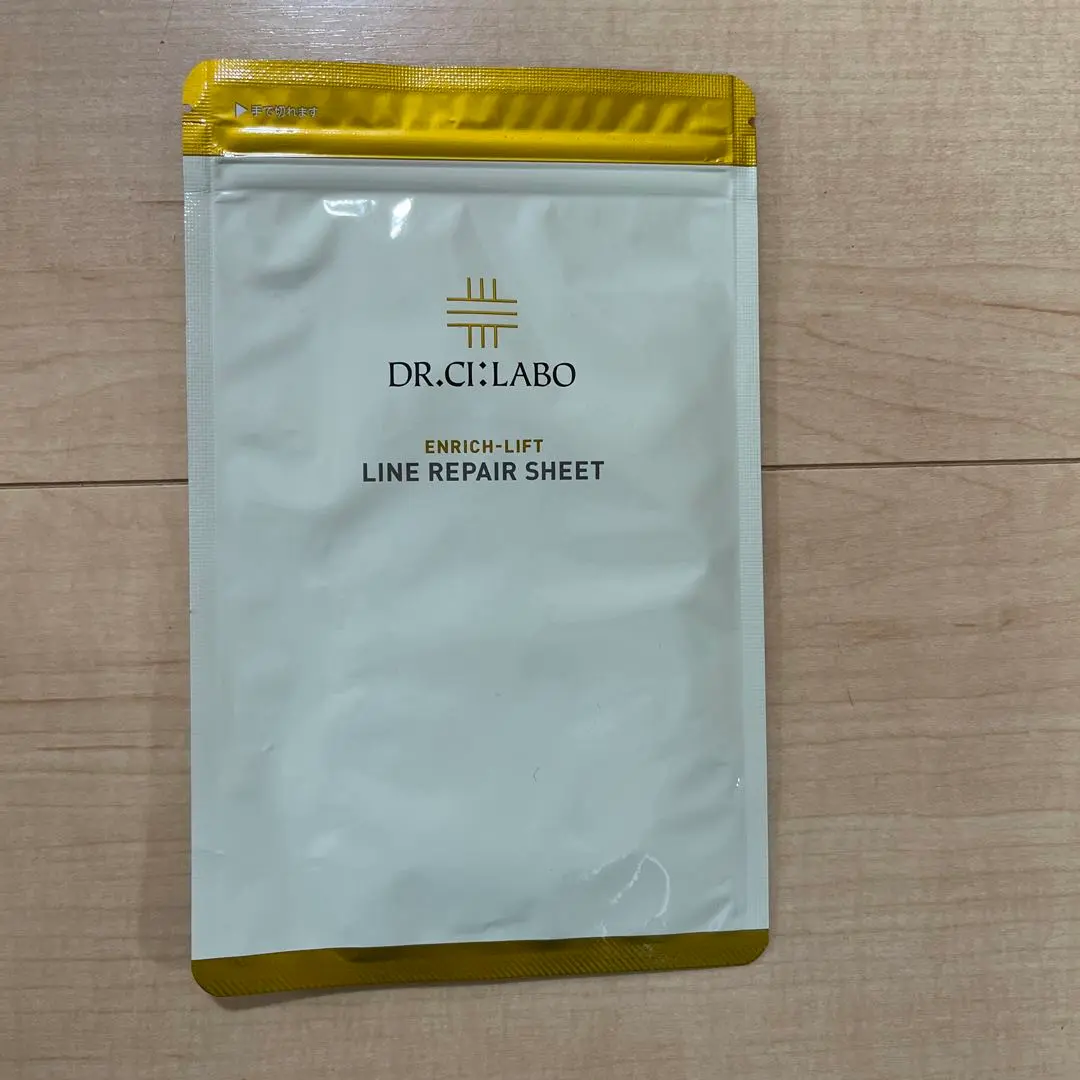 ▶手で切れます
DR.CI:LABO
ENRICH-LIFT
LINE REPAIR SHEET